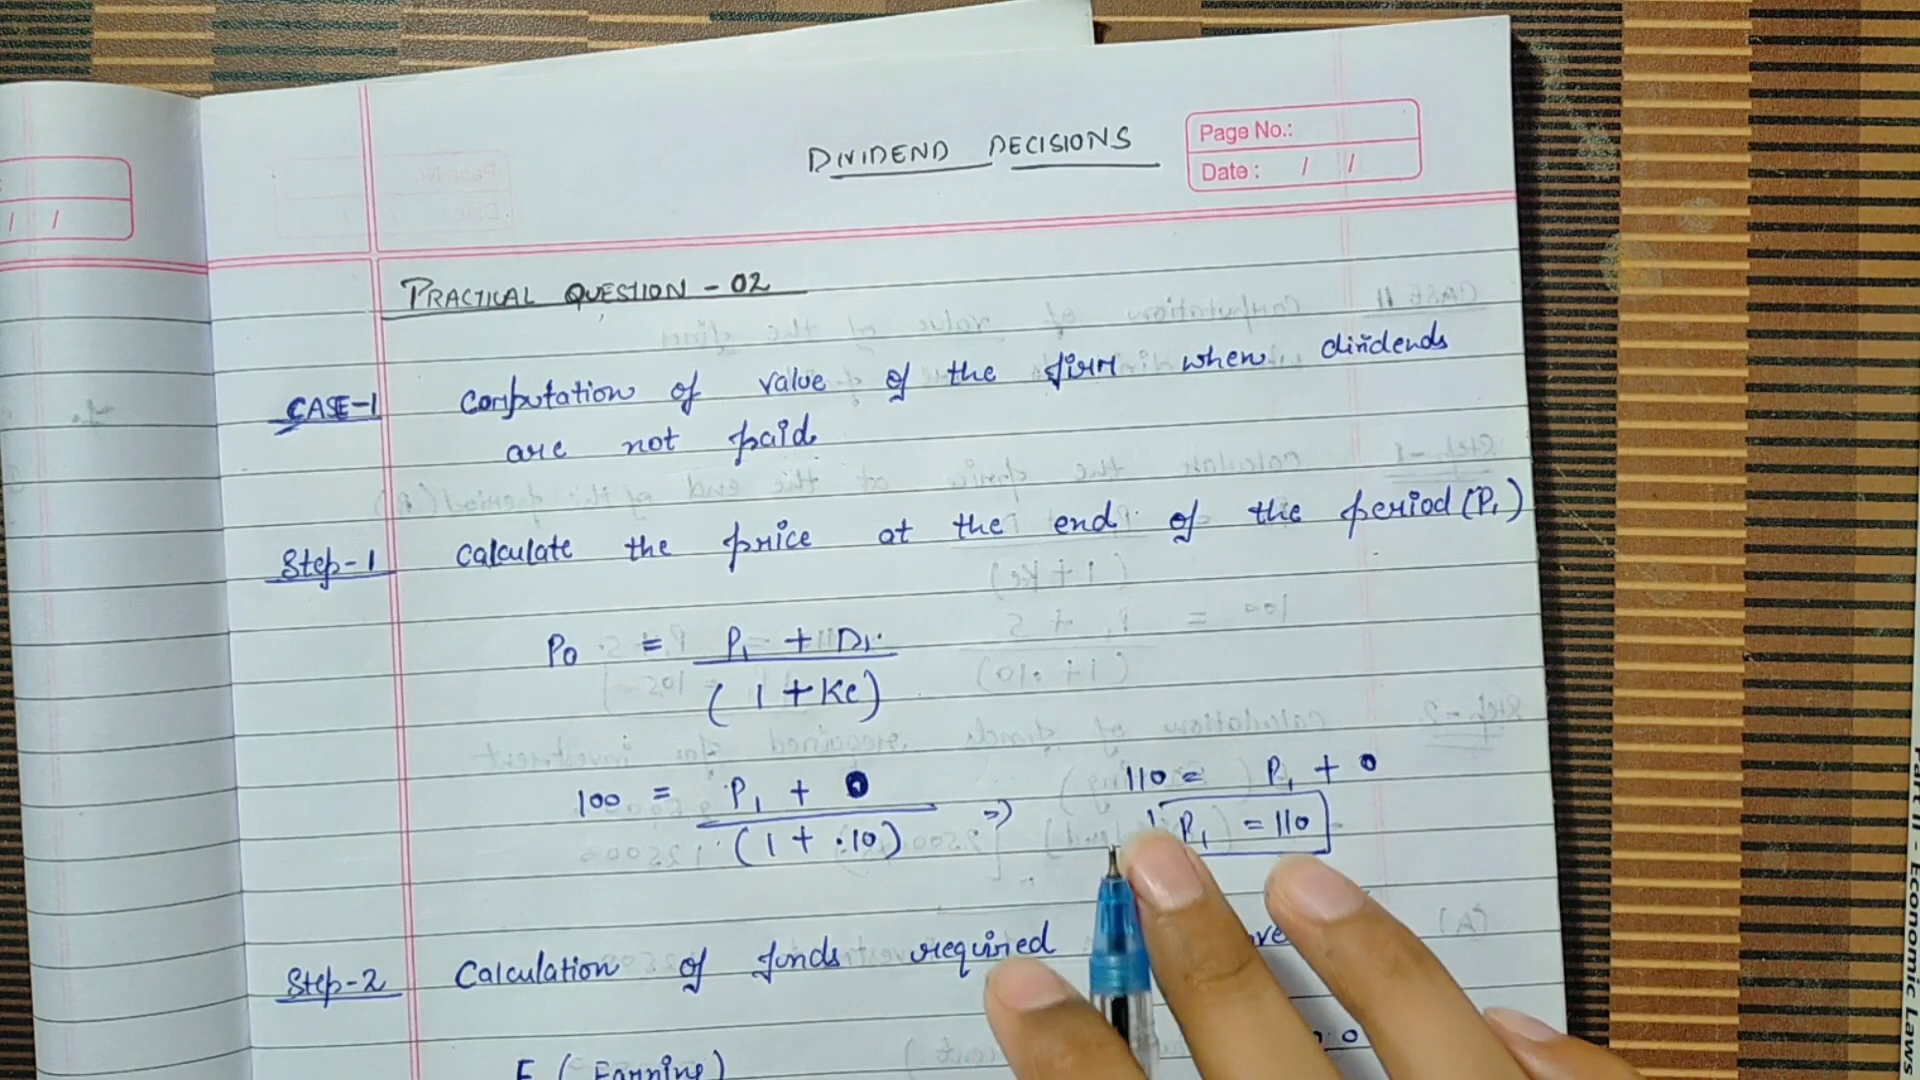 DIVIDEND DECISIONS
Page No.:
Date : / /
/ /
PRACTICAL QUESTION - 02
CASE-1 Computation of value of the firm when dividends
are not paid
Step-1 Calculate the price at the end of the period (P1)
P0 = P1 + D1
(1 + Ke)
100 = P1 + 0
(1 + .10)
=> 110 = P1 + 0
P1 = 110
Step-2 Calculation of funds required
E (Earning)
Part II - Economic Laws